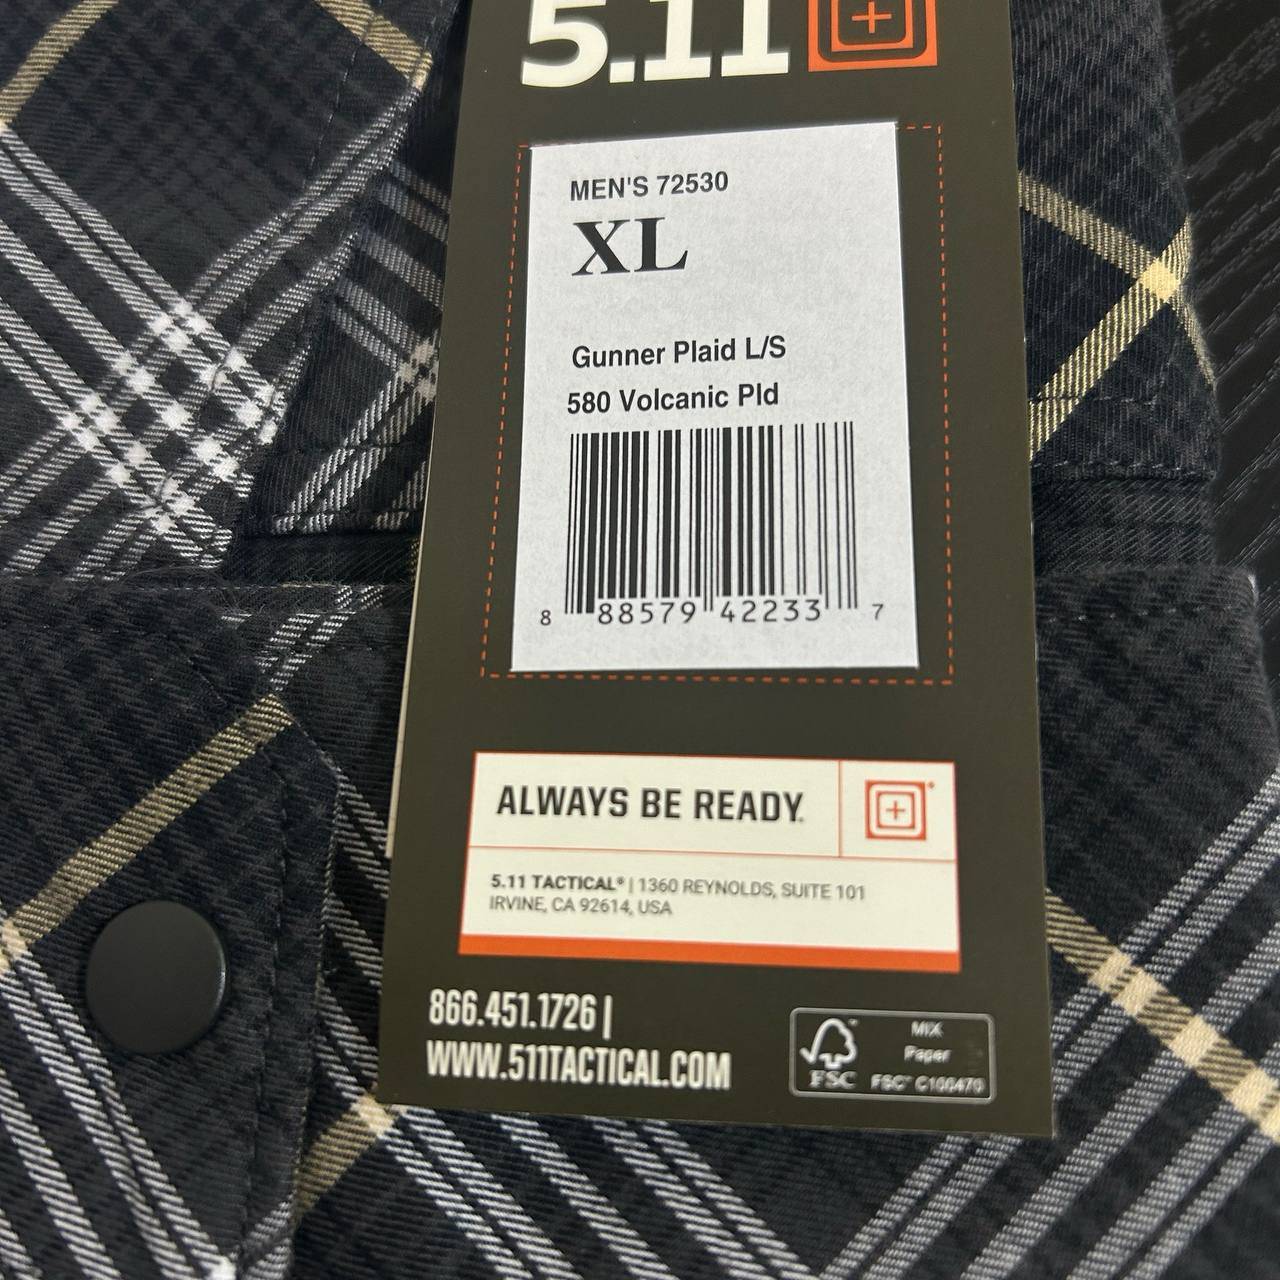 5.11
MEN'S 72530
XL
Gunner Plaid L/S
580 Volcanic Pld
8 88579 42233 7
ALWAYS BE READY.
5.11 TACTICAL® | 1360 REYNOLDS, SUITE 101
IRVINE, CA 92614, USA
866.451.1726 |
WWW.511TACTICAL.COM
FSC
MIX
Paper
FSC™ C100470